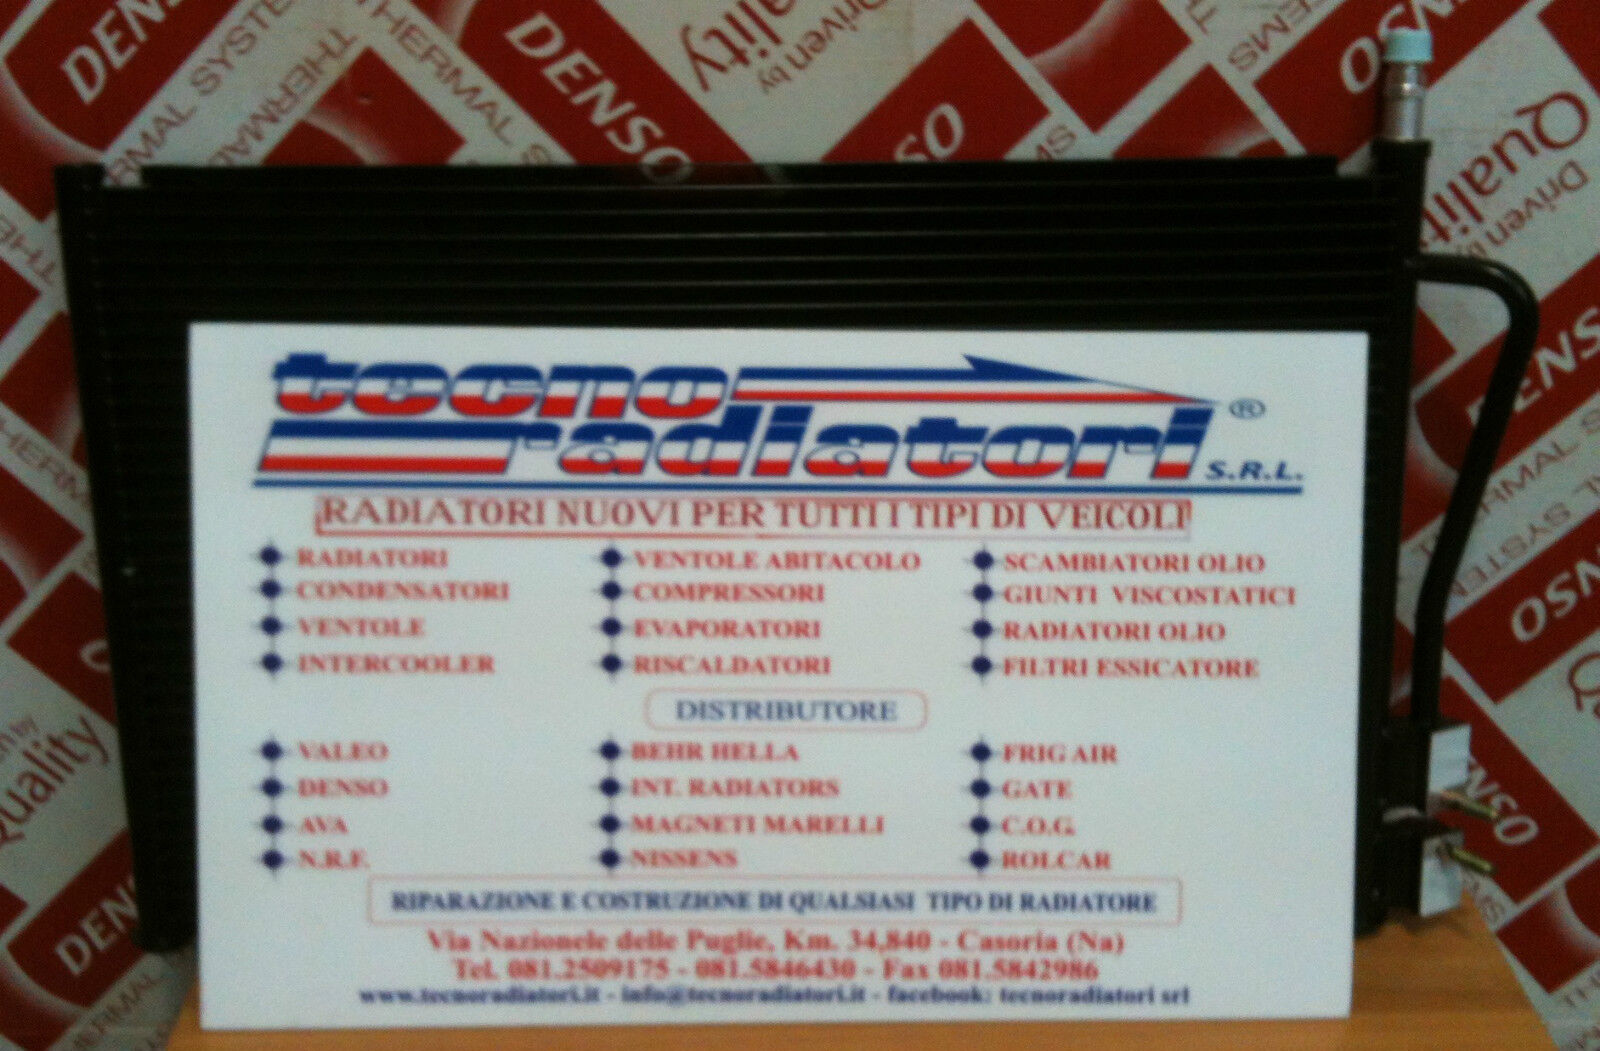 tecno
radiatori ®
S.R.L.
RADIATORI NUOVI PER TUTTI I TIPI DI VEICOLI
RADIATORI
CONDENSATORI
VENTOLE
INTERCOOLER
VENTOLE ABITACOLO
COMPRESSORI
EVAPORATORI
RISCALDATORI
SCAMBIATORI OLIO
GIUNTI VISCOSTATICI
RADIATORI OLIO
FILTRI ESSICATORE
DISTRIBUTORE
VALEO
DENSO
AVA
N.R.F.
BEHR HELLA
INT. RADIATORS
MAGNETI MARELLI
NISSENS
FRIG AIR
GATE
C.O.G.
ROLCAR
RIPARAZIONE E COSTRUZIONE DI QUALSIASI TIPO DI RADIATORE
Via Nazionele delle Puglie, Km. 34,840 - Casoria (Na)
Tel. 081.2509175 - 081.5846430 - Fax 081.5842986
www.tecnoradiatori.it - info@tecnoradiatori.it - facebook: tecnoradiatori srl
DENSO
THERMAL SYSTEMS
Driven by
Quality